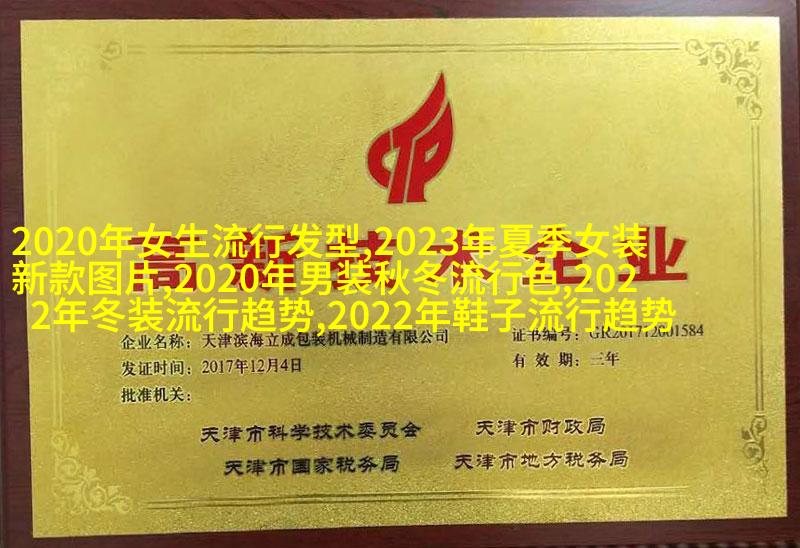 2020年女生流行发型,2023年夏季女装
新款图片,2020年男装秋冬流行色,202
2年冬装流行趋势,2022年鞋子流行趋势
高新技术企业
企业名称：天津滨海立成包装机械制造有限公司
证书编号：GR201712001584
发证时间：2017年12月4日
有效期：三年
批准机关：
天津市科学技术委员会
天津市财政局
天津市国家税务局
天津市地方税务局